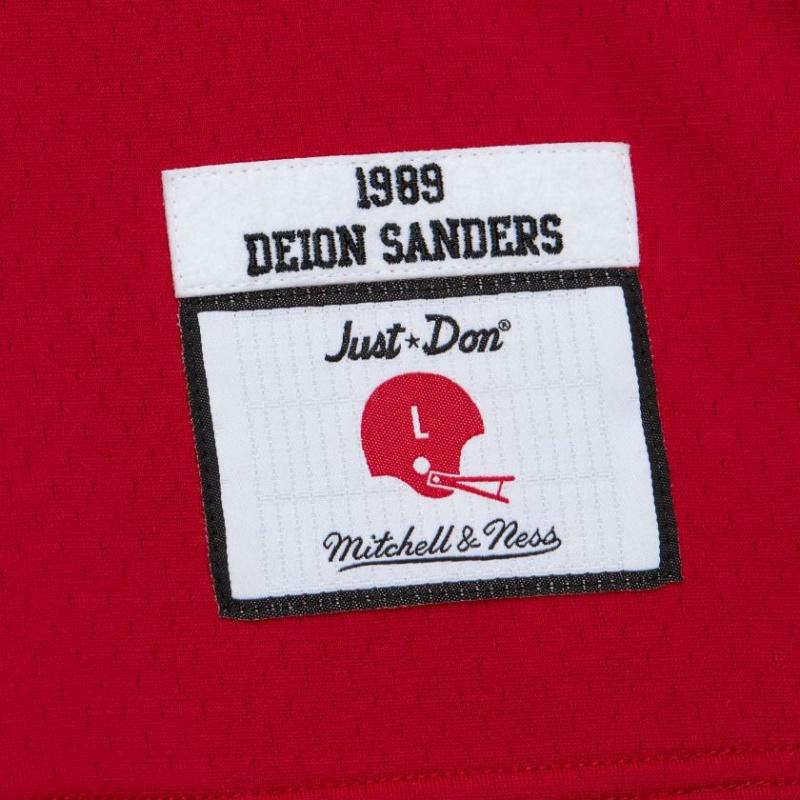 1989
DEION SANDERS
Just★Don®
L
Mitchell & Ness